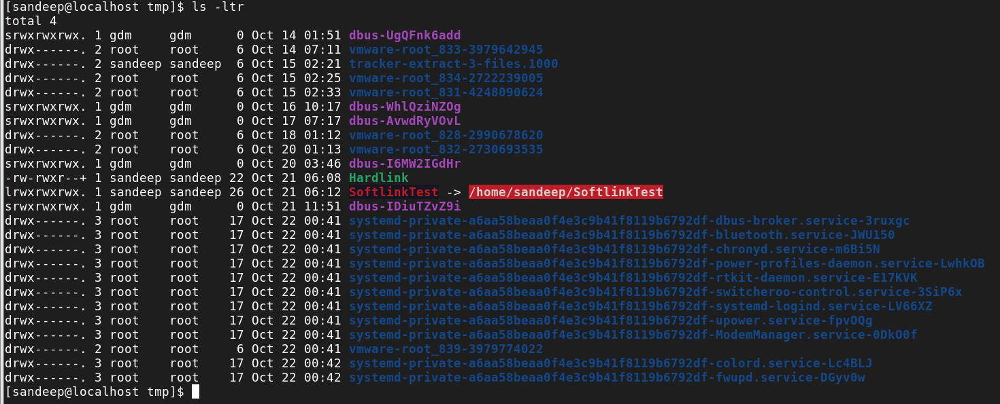 [sandeep@localhost tmp]$ ls -ltr
total 4
srwxrwxrwx. 1 gdm     gdm      0 Oct 14 01:51 dbus-UgQFnk6add
drwx------. 2 root    root     6 Oct 14 07:11 vmware-root_833-3979642945
drwx------. 2 sandeep sandeep  6 Oct 15 02:21 tracker-extract-3-files.1000
drwx------. 2 root    root     6 Oct 15 02:25 vmware-root_834-2722239005
drwx------. 2 root    root     6 Oct 15 02:33 vmware-root_831-4248090624
srwxrwxrwx. 1 gdm     gdm      0 Oct 16 10:17 dbus-WhlQziNZOg
srwxrwxrwx. 1 gdm     gdm      0 Oct 17 07:17 dbus-AvwdRyVOvL
drwx------. 2 root    root     6 Oct 18 01:12 vmware-root_828-2990678620
drwx------. 2 root    root     6 Oct 20 01:13 vmware-root_832-2730693535
srwxrwxrwx. 1 gdm     gdm      0 Oct 20 03:46 dbus-I6MW2IGdHr
-rw-rwxr--+ 1 sandeep sandeep 22 Oct 21 06:08 Hardlink
lrwxrwxrwx. 1 sandeep sandeep 26 Oct 21 06:12 SoftlinkTest -> /home/sandeep/SoftlinkTest
srwxrwxrwx. 1 gdm     gdm      0 Oct 21 11:51 dbus-IDiuTZvZ9i
drwx------. 3 root    root    17 Oct 22 00:41 systemd-private-a6aa58beaa0f4e3c9b41f8119b6792df-dbus-broker.service-3ruxgc
drwx------. 3 root    root    17 Oct 22 00:41 systemd-private-a6aa58beaa0f4e3c9b41f8119b6792df-bluetooth.service-JWU150
drwx------. 3 root    root    17 Oct 22 00:41 systemd-private-a6aa58beaa0f4e3c9b41f8119b6792df-chronyd.service-m6Bi5N
drwx------. 3 root    root    17 Oct 22 00:41 systemd-private-a6aa58beaa0f4e3c9b41f8119b6792df-power-profiles-daemon.service-LwhkOB
drwx------. 3 root    root    17 Oct 22 00:41 systemd-private-a6aa58beaa0f4e3c9b41f8119b6792df-rtkit-daemon.service-E17KVK
drwx------. 3 root    root    17 Oct 22 00:41 systemd-private-a6aa58beaa0f4e3c9b41f8119b6792df-switcheroo-control.service-3SiP6x
drwx------. 3 root    root    17 Oct 22 00:41 systemd-private-a6aa58beaa0f4e3c9b41f8119b6792df-systemd-logind.service-LV66XZ
drwx------. 3 root    root    17 Oct 22 00:41 systemd-private-a6aa58beaa0f4e3c9b41f8119b6792df-upower.service-fpvOQg
drwx------. 3 root    root    17 Oct 22 00:41 systemd-private-a6aa58beaa0f4e3c9b41f8119b6792df-ModemManager.service-0DkO0f
drwx------. 2 root    root     6 Oct 22 00:41 vmware-root_839-3979774022
drwx------. 3 root    root    17 Oct 22 00:42 systemd-private-a6aa58beaa0f4e3c9b41f8119b6792df-colord.service-Lc4BLJ
drwx------. 3 root    root    17 Oct 22 00:42 systemd-private-a6aa58beaa0f4e3c9b41f8119b6792df-fwupd.service-DGyv0w
[sandeep@localhost tmp]$